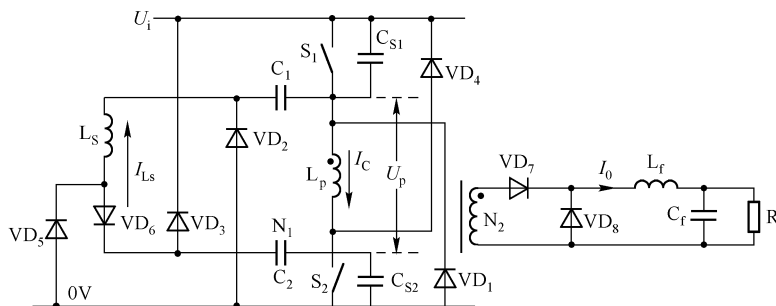 Ui
S1
CS1
VD4
C1
LS
ILs
VD2
Lp
IC
Up
VD7
I0
Lf
N2
VD8
Cf
R
VD5
VD6
VD3
N1
C2
S2
CS2
VD1
0V